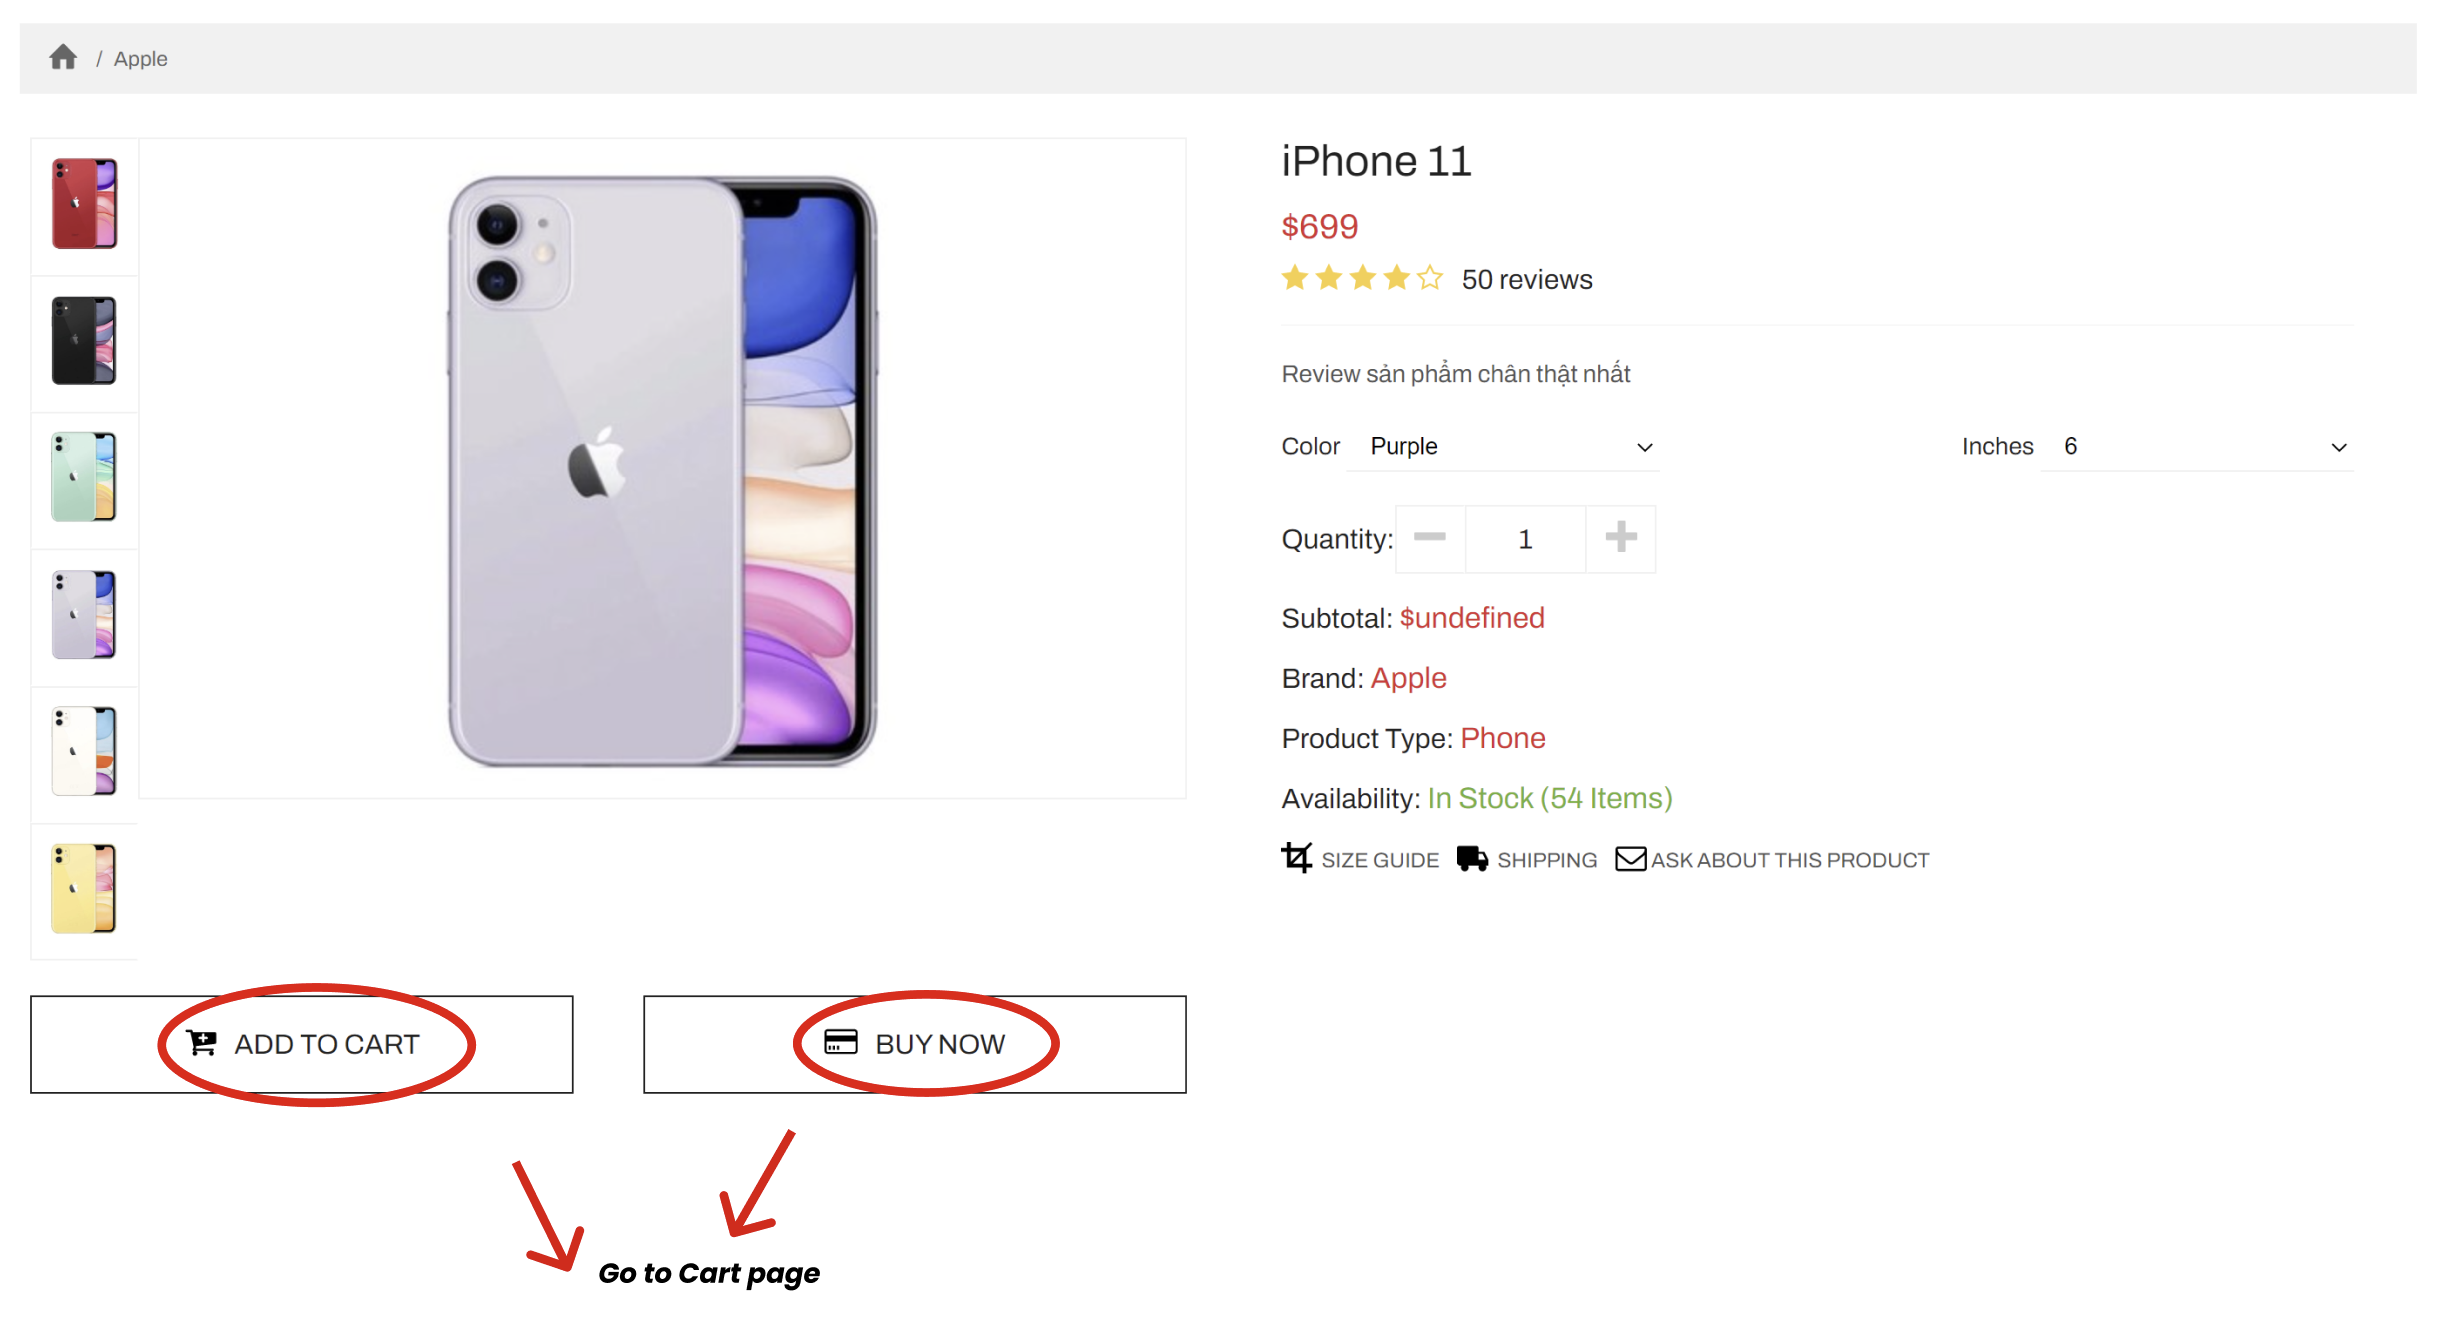 / Apple
iPhone 11
$699
50 reviews
Review sản phẩm chân thật nhất
Color Purple Inches 6
Quantity: 1
Subtotal: $undefined
Brand: Apple
Product Type: Phone
Availability: In Stock (54 Items)
SIZE GUIDE SHIPPING ASK ABOUT THIS PRODUCT
ADD TO CART BUY NOW
Go to Cart page